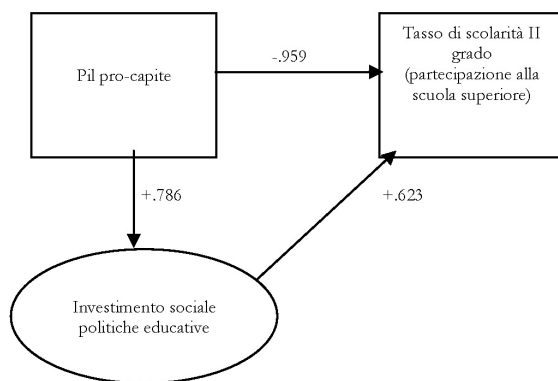 Pil pro-capite
-.959
Tasso di scolarità II
grado
(partecipazione alla
scuola superiore)
+.786
+.623
Investimento sociale
politiche educative